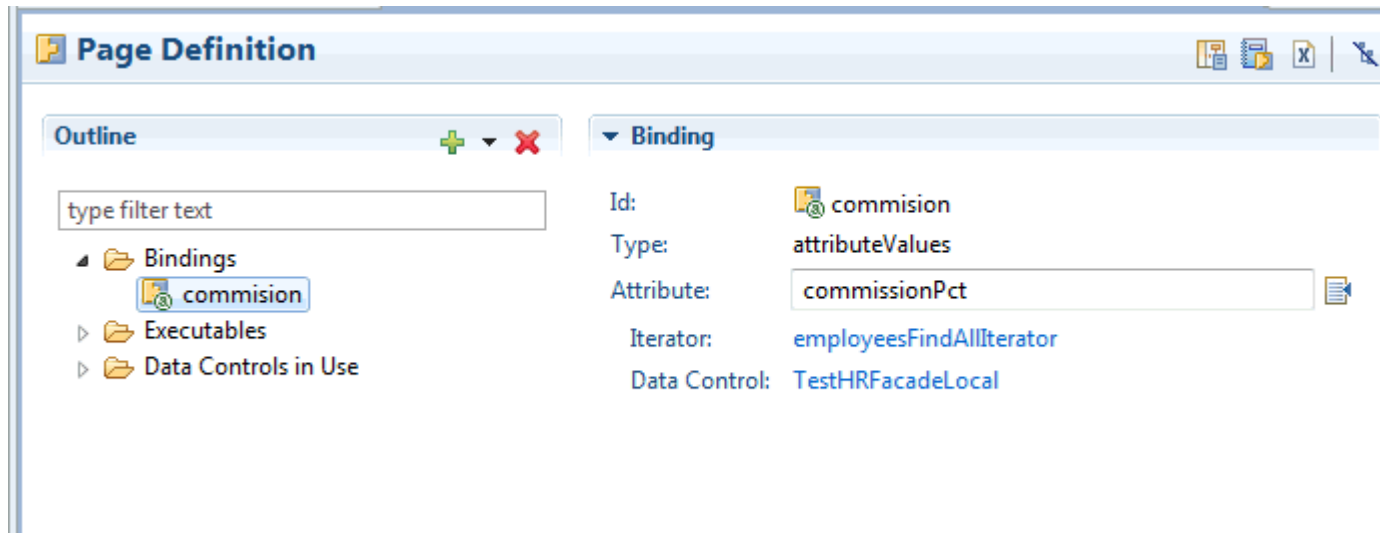 Page Definition
Outline
Binding
type filter text
Bindings
commision
Executables
Data Controls in Use
Id: commision
Type: attributeValues
Attribute: commissionPct
Iterator: employeesFindAllIterator
Data Control: TestHRFacadeLocal